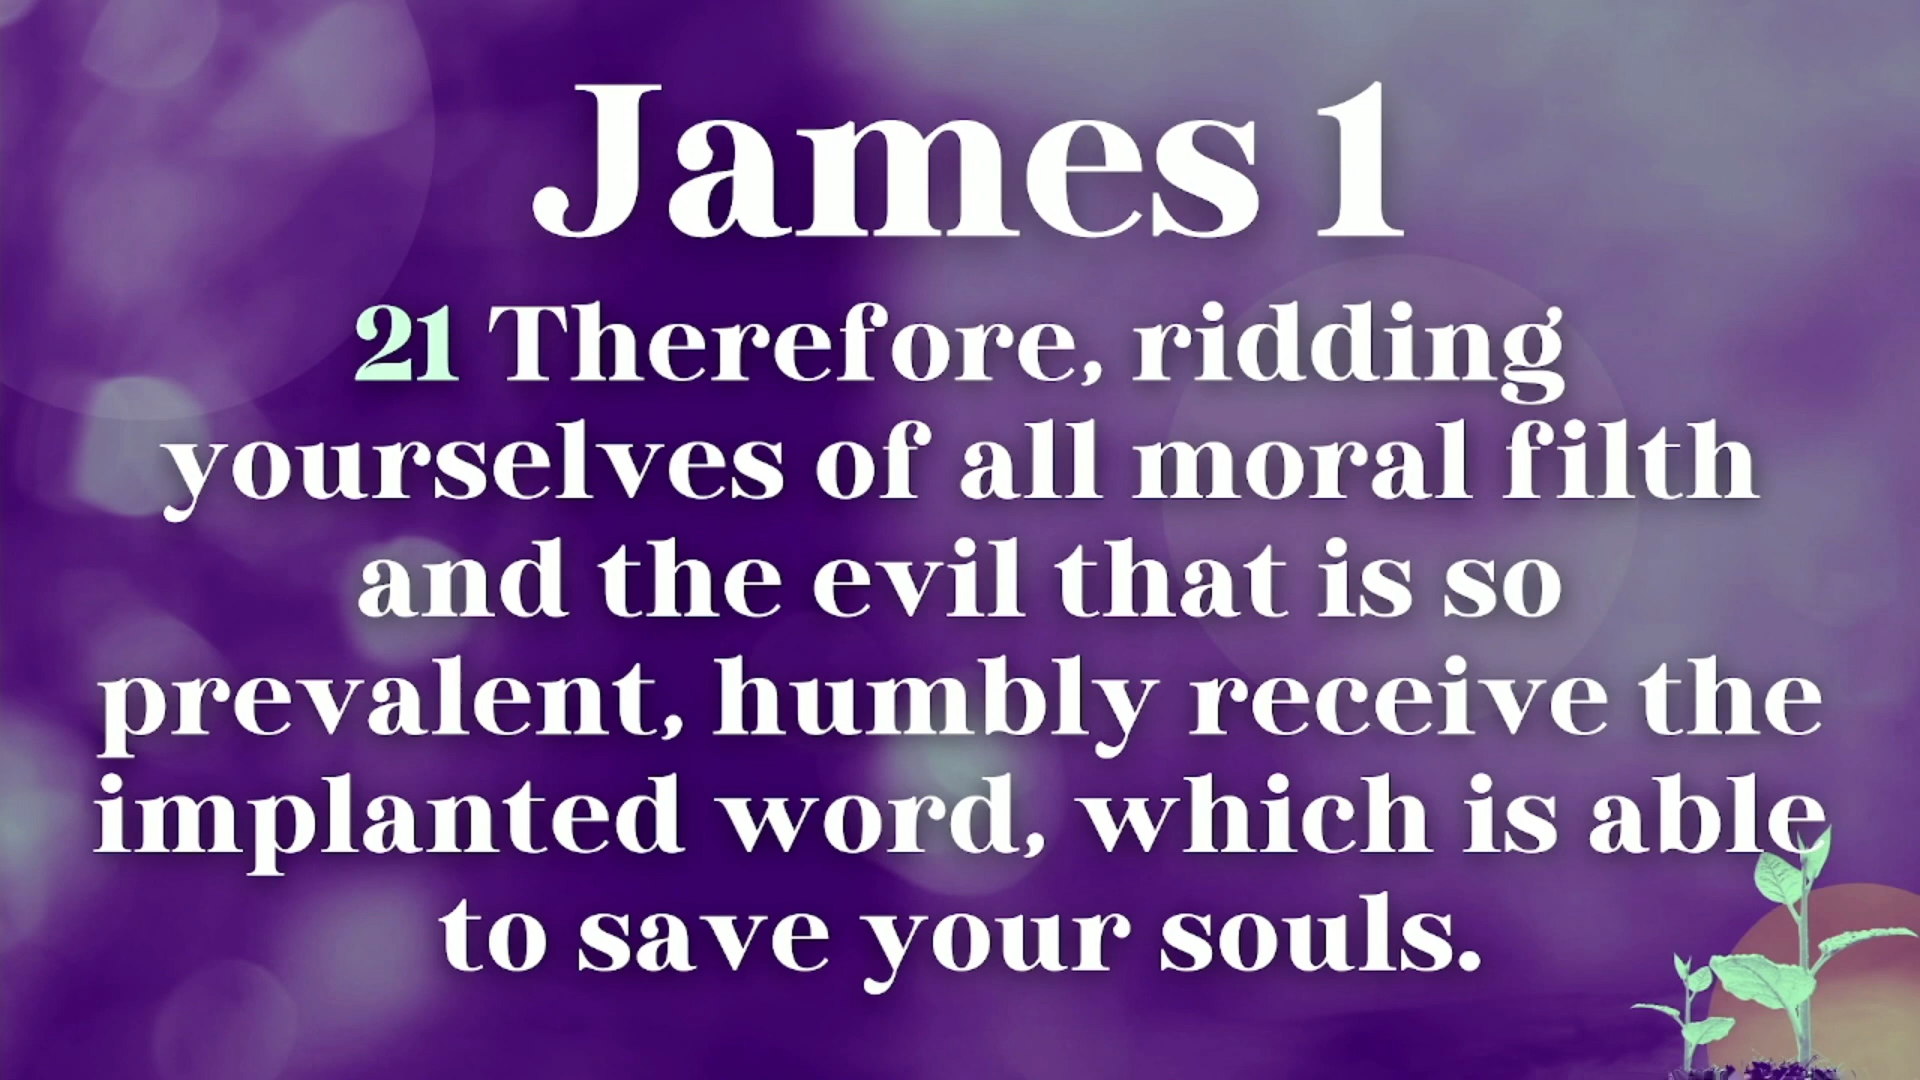 James 1
21 Therefore, ridding
yourselves of all moral filth
and the evil that is so
prevalent, humbly receive the
implanted word, which is able
to save your souls.